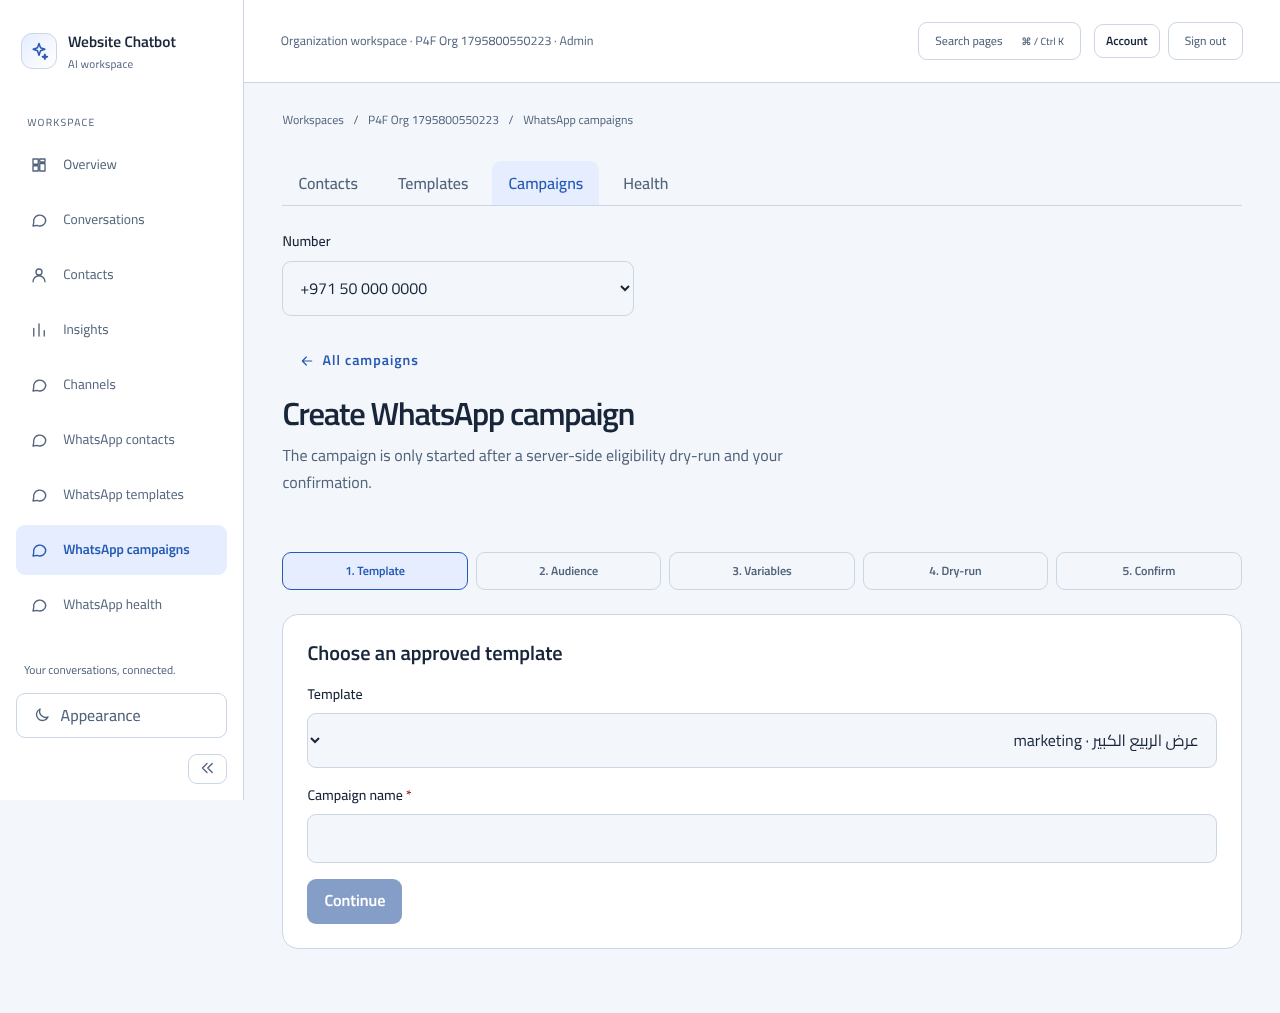 Website Chatbot
AI workspace
WORKSPACE
Overview
Conversations
Contacts
Insights
Channels
WhatsApp contacts
WhatsApp templates
WhatsApp campaigns
WhatsApp health
Your conversations, connected.
Appearance
Organization workspace · P4F Org 1795800550223 · Admin
Search pages ⌘ / Ctrl K
Account
Sign out
Workspaces / P4F Org 1795800550223 / WhatsApp campaigns
Contacts Templates Campaigns Health
Number
+971 50 000 0000
← All campaigns
Create WhatsApp campaign
The campaign is only started after a server-side eligibility dry-run and your
confirmation.
1. Template 2. Audience 3. Variables 4. Dry-run 5. Confirm
Choose an approved template
Template
عرض الربيع الكبير · marketing
Campaign name *
Continue